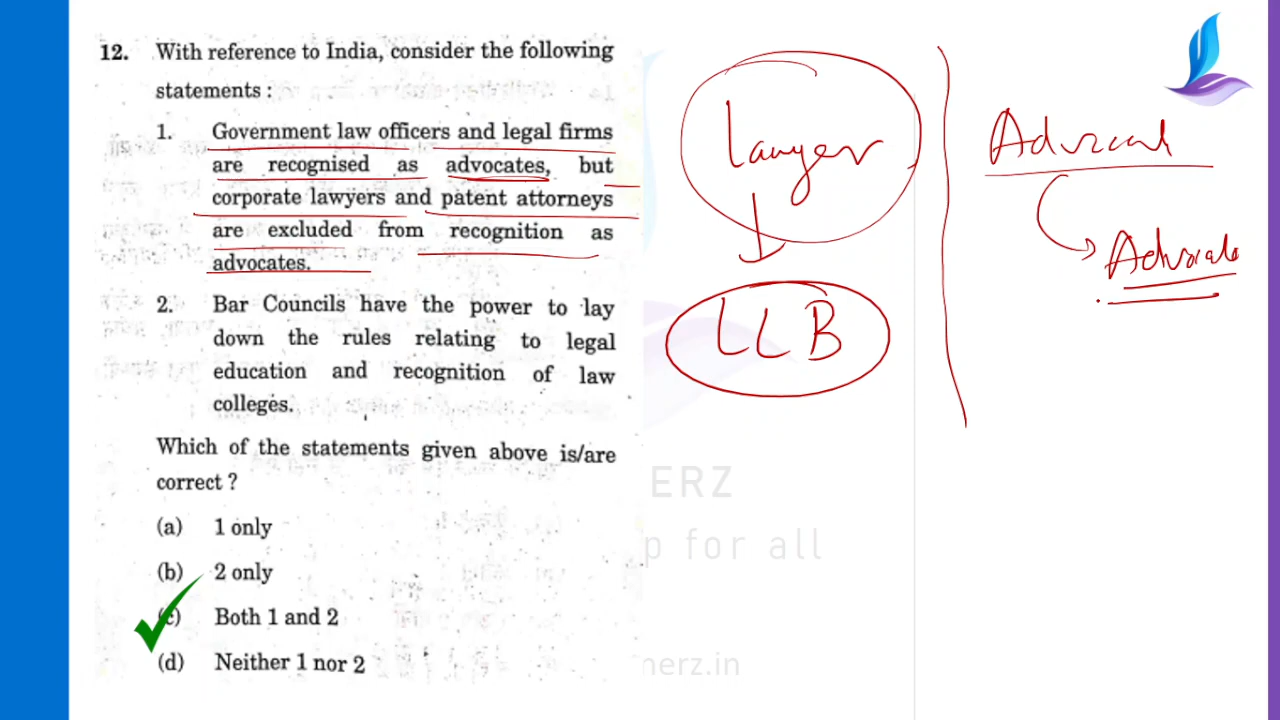 12. With reference to India, consider the following
statements :
1. Government law officers and legal firms
are recognised as advocates, but
corporate lawyers and patent attorneys
are excluded from recognition as
advocates.
2. Bar Councils have the power to lay
down the rules relating to legal
education and recognition of law
colleges.
Which of the statements given above is/are
correct ?
(a) 1 only
(b) 2 only
(c) Both 1 and 2
(d) Neither 1 nor 2
Lawyer
LLB
Advocate
ERZ
p for all
nerz.in